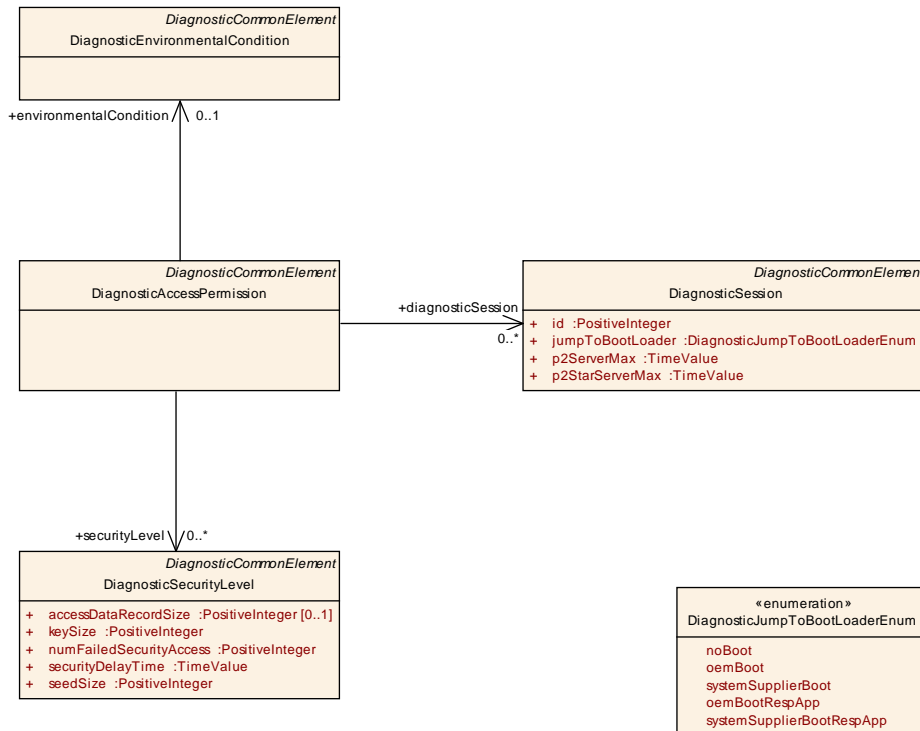 DiagnosticCommonElement
DiagnosticEnvironmentalCondition
+environmentalCondition 0..1
DiagnosticCommonElement
DiagnosticAccessPermission
+diagnosticSession
0..*
DiagnosticCommonElement
DiagnosticSession
+ id :PositiveInteger
+ jumpToBootLoader :DiagnosticJumpToBootLoaderEnum
+ p2ServerMax :TimeValue
+ p2StarServerMax :TimeValue
+securityLevel 0..*
DiagnosticCommonElement
DiagnosticSecurityLevel
+ accessDataRecordSize :PositiveInteger [0..1]
+ keySize :PositiveInteger
+ numFailedSecurityAccess :PositiveInteger
+ securityDelayTime :TimeValue
+ seedSize :PositiveInteger
«enumeration»
DiagnosticJumpToBootLoaderEnum
noBoot
oemBoot
systemSupplierBoot
oemBootRespApp
systemSupplierBootRespApp